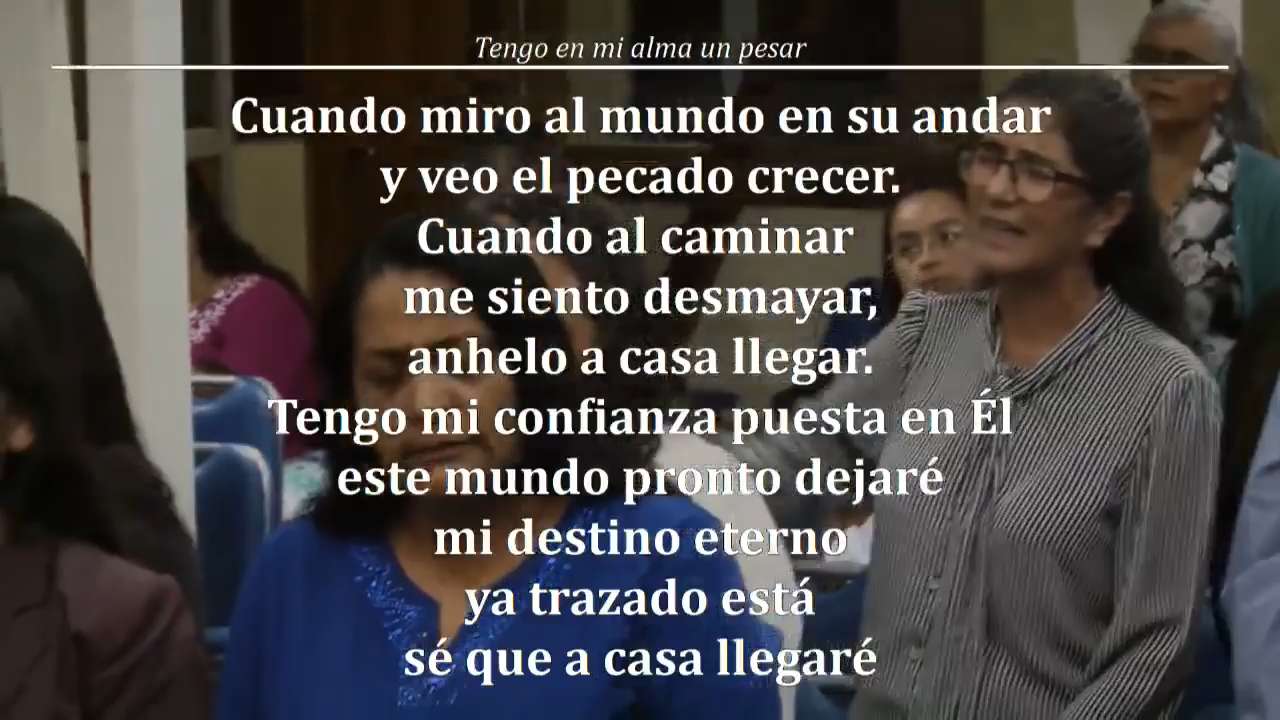 Tengo en mi alma un pesar
Cuando miro al mundo en su andar
y veo el pecado crecer.
Cuando al caminar
me siento desmayar,
anhelo a casa llegar.
Tengo mi confianza puesta en Él
este mundo pronto dejaré
mi destino eterno
ya trazado está
sé que a casa llegaré